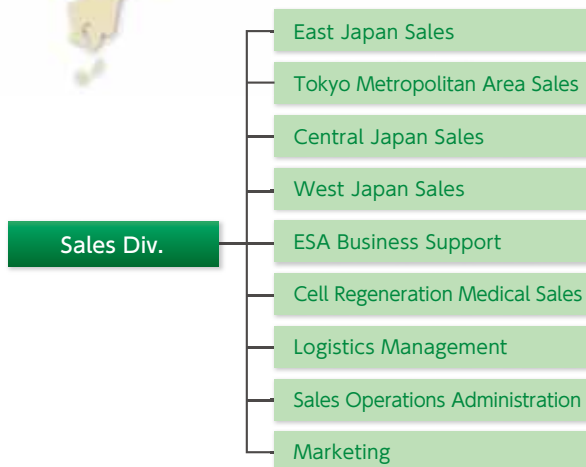 East Japan Sales
Tokyo Metropolitan Area Sales
Central Japan Sales
West Japan Sales
Sales Div.
ESA Business Support
Cell Regeneration Medical Sales
Logistics Management
Sales Operations Administration
Marketing